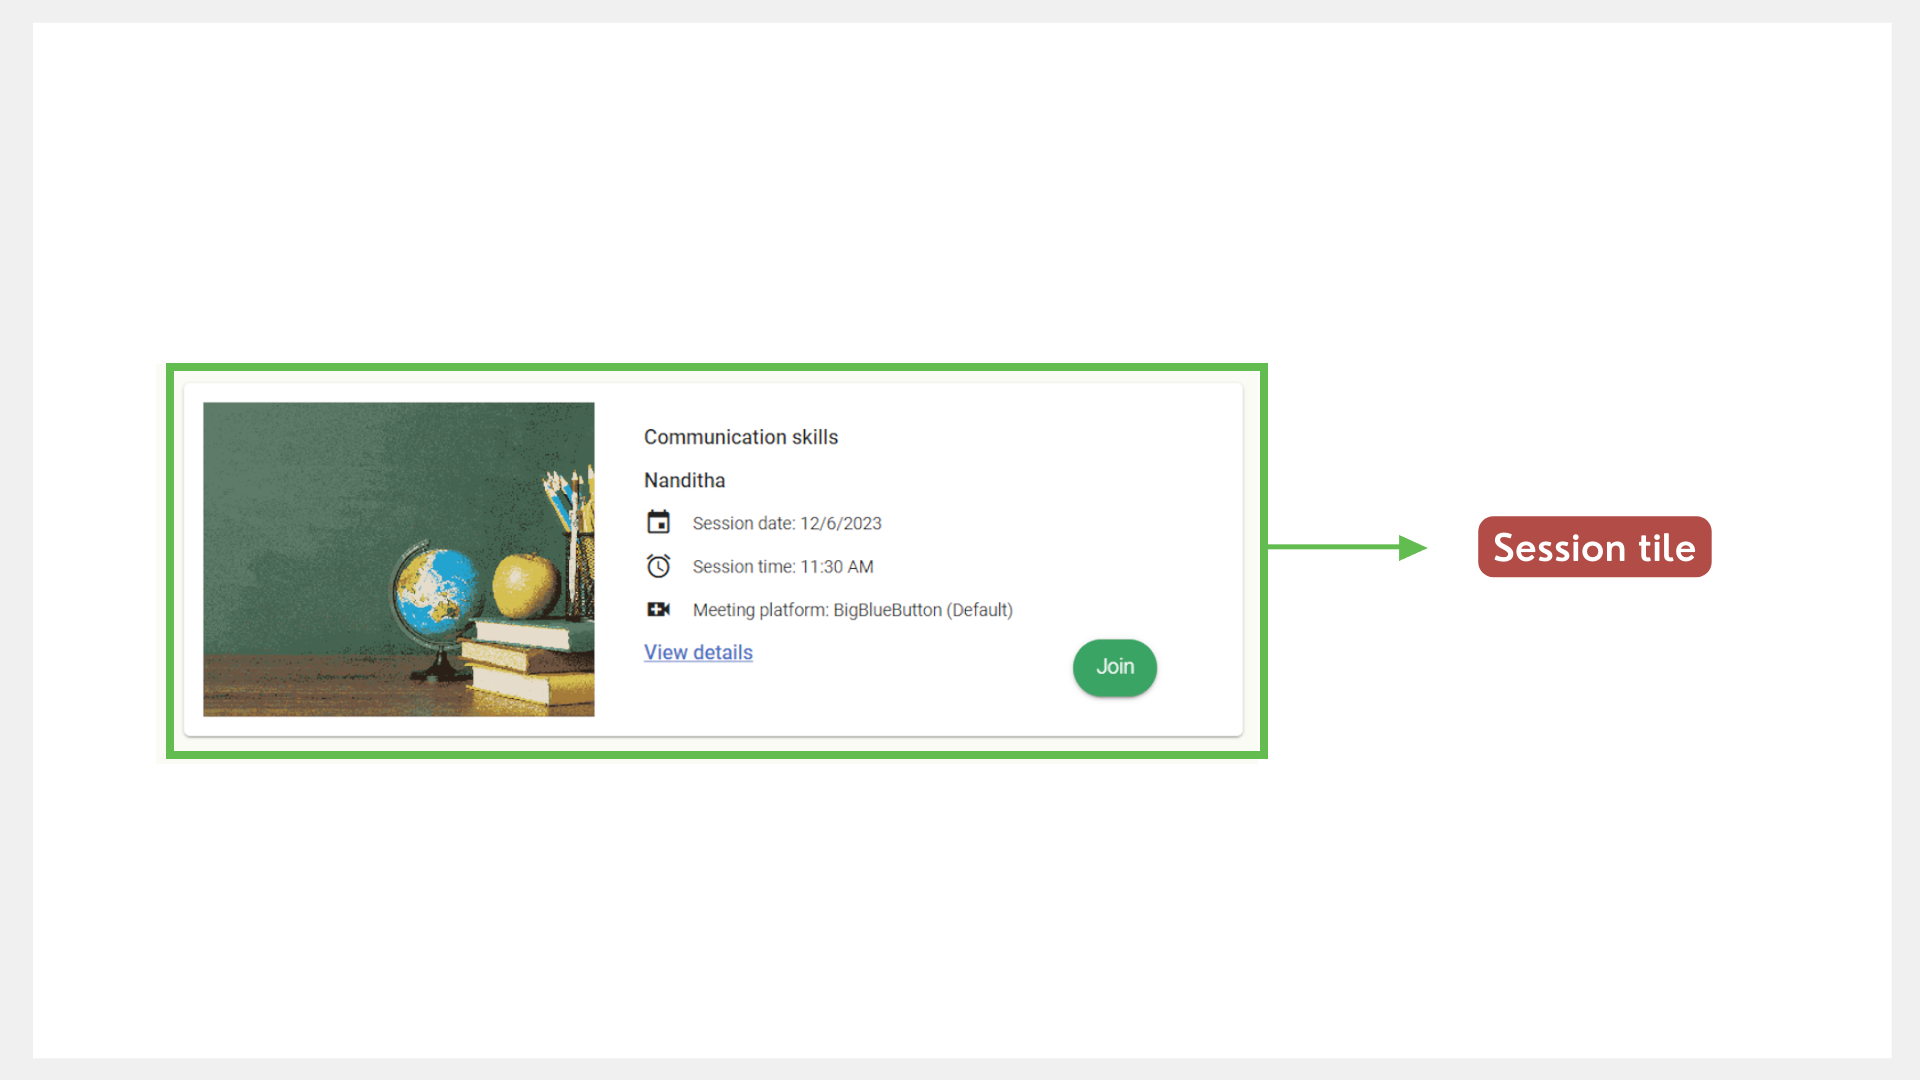 Communication skills
Nanditha
Session date: 12/6/2023
Session time: 11:30 AM
Meeting platform: BigBlueButton (Default)
View details
Join
Session tile